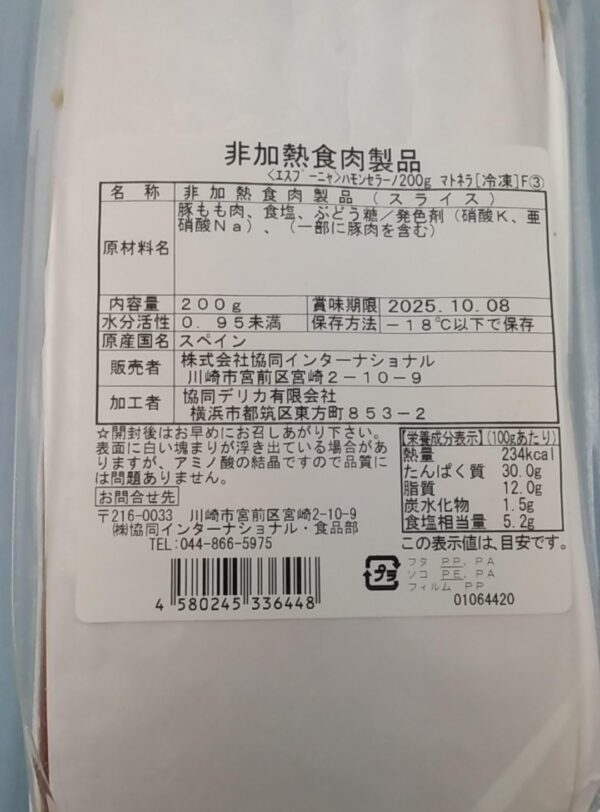 非加熱食肉製品
<エスプーニャ>ハモンセラーノ200g マトネラ[冷凍]F③
名称 非加熱食肉製品(スライス)
原材料名 豚もも肉、食塩、ぶどう糖／発色剤(硝酸K、亜
硝酸Na)、(一部に豚肉を含む)
内容量 200g 賞味期限 2025.10.08
水分活性 0.95未満 保存方法 －18℃以下で保存
原産国名 スペイン
販売者 株式会社協同インターナショナル
川崎市宮前区宮崎2－10－9
加工者 協同デリカ有限会社
横浜市都筑区東方町853－2
☆開封後はお早めにお召しあがり下さい。
表面に白い塊まりが浮き出ている場合があ
りますが、アミノ酸の結晶ですので品質に
は問題ありません。
お問合せ先
〒216-0033 川崎市宮前区宮崎2-10-9
㈱協同インターナショナル・食品部
TEL:044-866-5975
【栄養成分表示】(100gあたり)
熱量 234kcal
たんぱく質 30.0g
脂質 12.0g
炭水化物 1.5g
食塩相当量 5.2g
この表示値は、目安です。
プラ
フタ PP, PA
ソコ PE, PA
フィルム PP
4 580245 336448
01064420